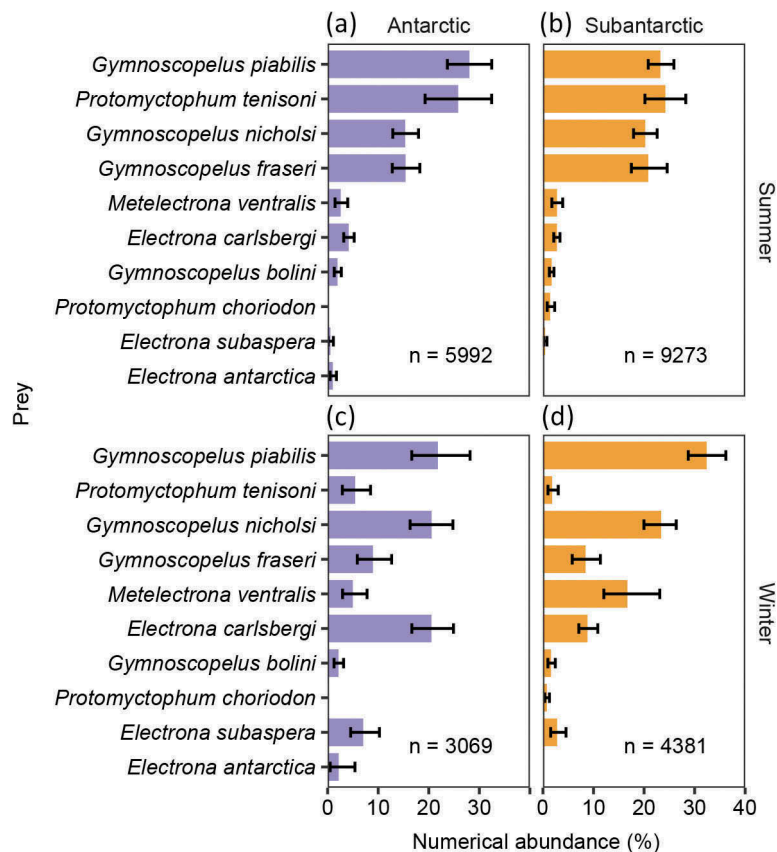 (a) Antarctic (b) Subantarctic
Gymnoscopelus piabilis
Protomyctophum tenisoni
Gymnoscopelus nicholsi
Gymnoscopelus fraseri
Metelectrona ventralis
Electrona carlsbergi
Gymnoscopelus bolini
Protomyctophum choriodon
Electrona subaspera
Electrona antarctica
n = 5992
n = 9273
Summer
Prey
(c)
(d)
Gymnoscopelus piabilis
Protomyctophum tenisoni
Gymnoscopelus nicholsi
Gymnoscopelus fraseri
Metelectrona ventralis
Electrona carlsbergi
Gymnoscopelus bolini
Protomyctophum choriodon
Electrona subaspera
Electrona antarctica
n = 3069
n = 4381
Winter
0 10 20 30 0 10 20 30 40
Numerical abundance (%)